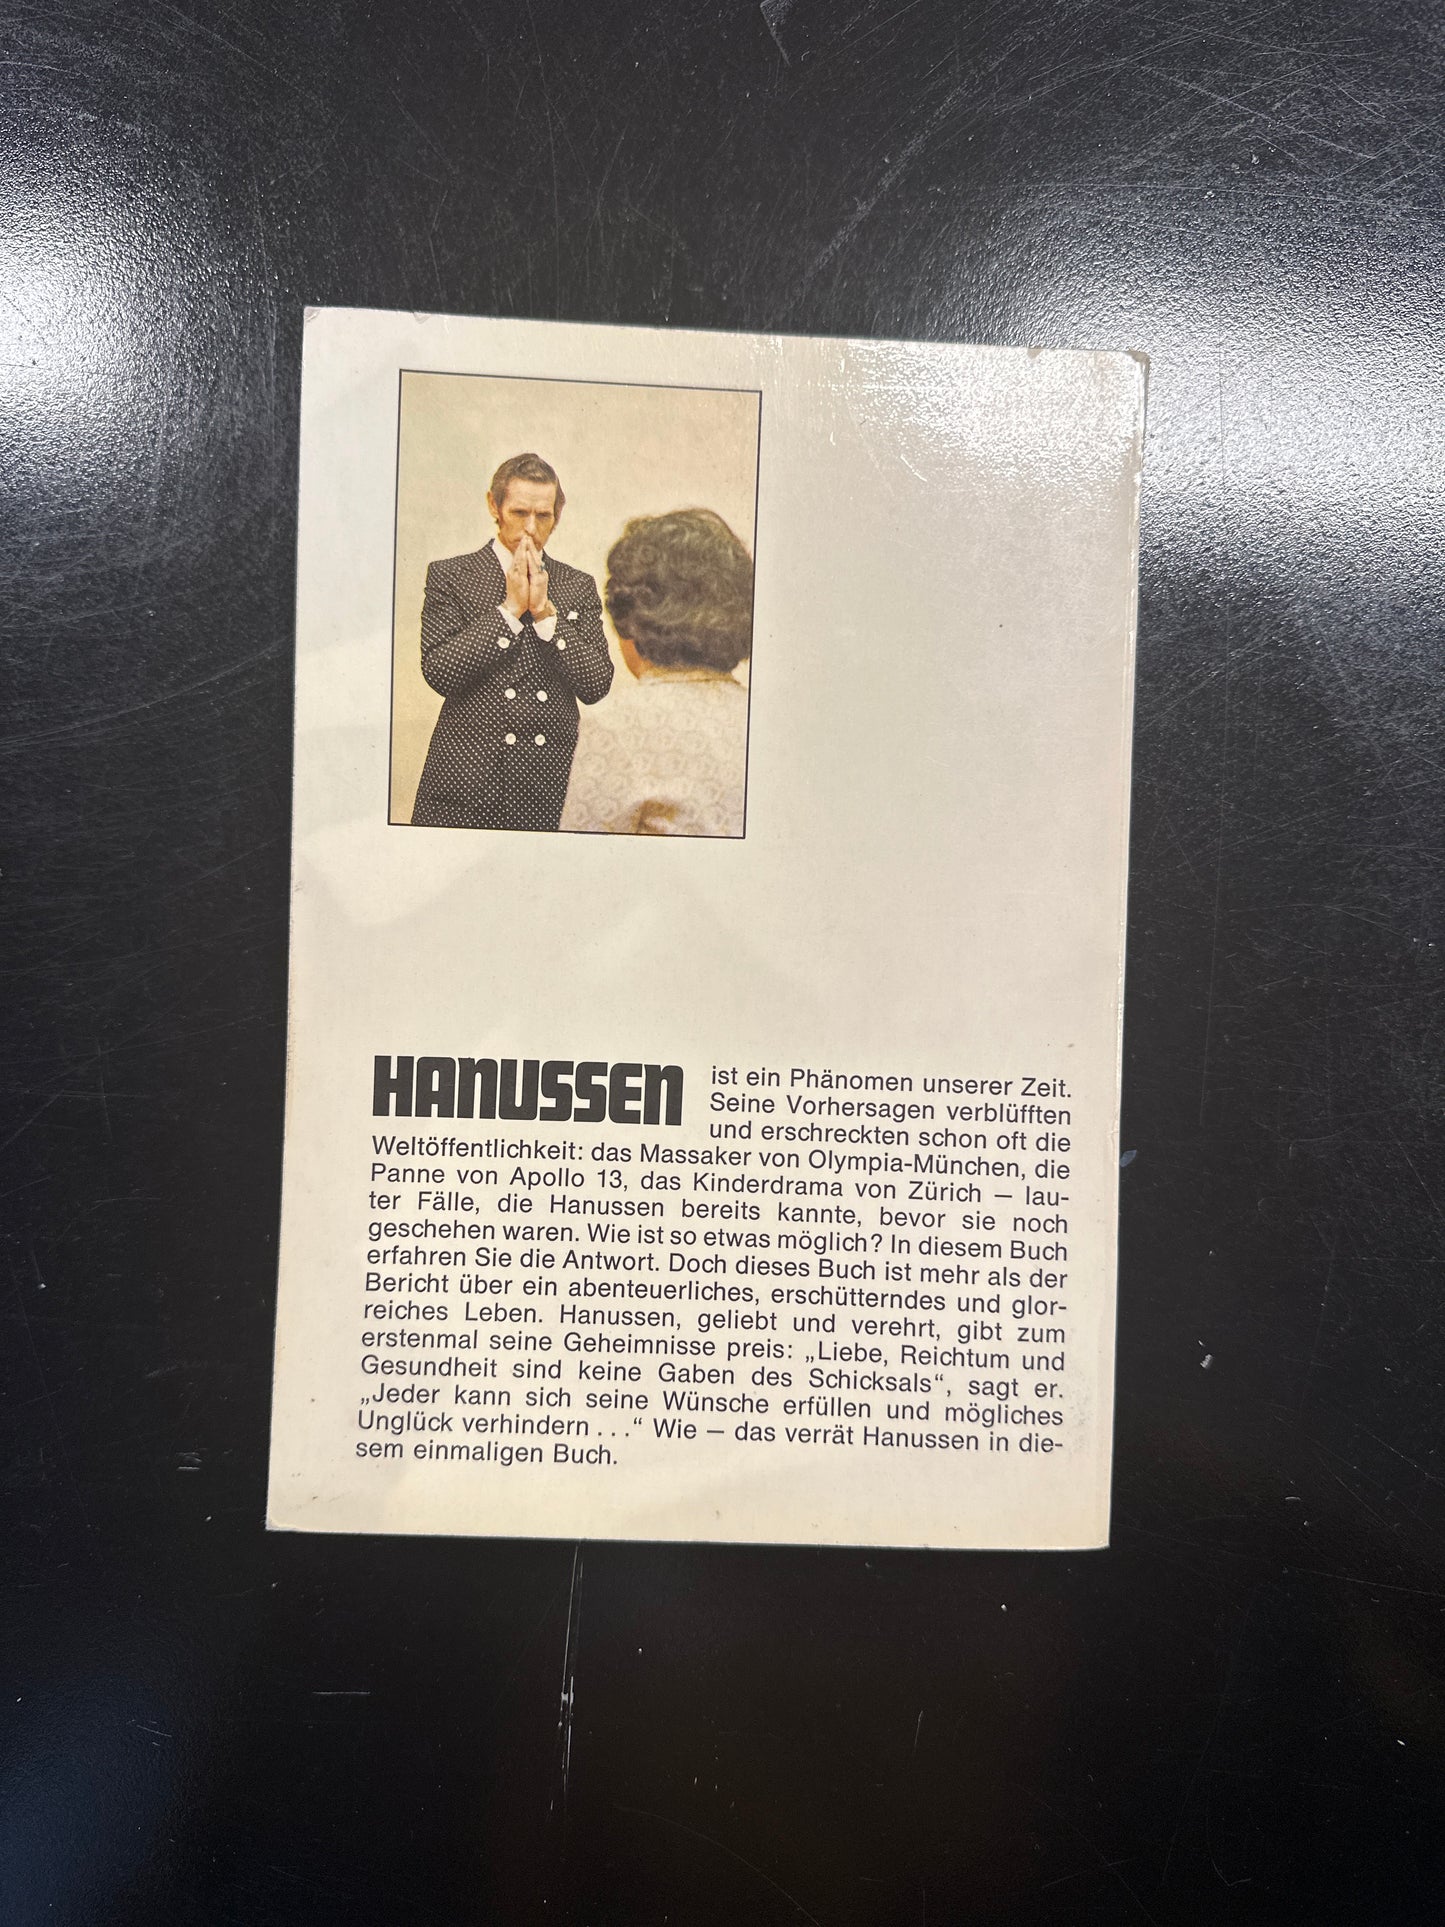 HANUSSEN ist ein Phänomen unserer Zeit.
Seine Vorhersagen verblüfften
und erschreckten schon oft die
Weltöffentlichkeit: das Massaker von Olympia-München, die
Panne von Apollo 13, das Kinderdrama von Zürich — lau-
ter Fälle, die Hanussen bereits kannte, bevor sie noch
geschehen waren. Wie ist so etwas möglich? In diesem Buch
erfahren Sie die Antwort. Doch dieses Buch ist mehr als der
Bericht über ein abenteuerliches, erschütterndes und glor-
reiches Leben. Hanussen, geliebt und verehrt, gibt zum
erstenmal seine Geheimnisse preis: „Liebe, Reichtum und
Gesundheit sind keine Gaben des Schicksals“, sagt er.
„Jeder kann sich seine Wünsche erfüllen und mögliches
Unglück verhindern . . .“ Wie — das verrät Hanussen in die-
sem einmaligen Buch.